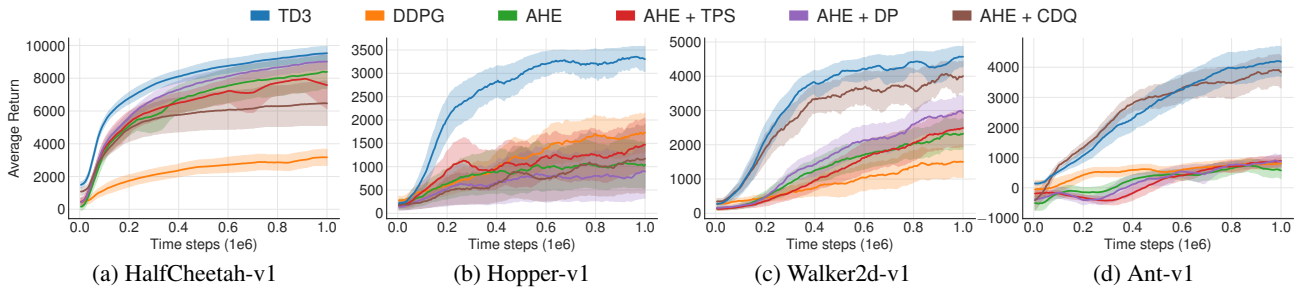 TD3 DDPG AHE AHE + TPS AHE + DP AHE + CDQ
Average Return
10000
8000
6000
4000
2000
0
0.0 0.2 0.4 0.6 0.8 1.0
Time steps (1e6)
(a) HalfCheetah-v1
3500
3000
2500
2000
1500
1000
500
0
0.0 0.2 0.4 0.6 0.8 1.0
Time steps (1e6)
(b) Hopper-v1
5000
4000
3000
2000
1000
0
0.0 0.2 0.4 0.6 0.8 1.0
Time steps (1e6)
(c) Walker2d-v1
5000
4000
3000
2000
1000
0
−1000
0.0 0.2 0.4 0.6 0.8 1.0
Time steps (1e6)
(d) Ant-v1